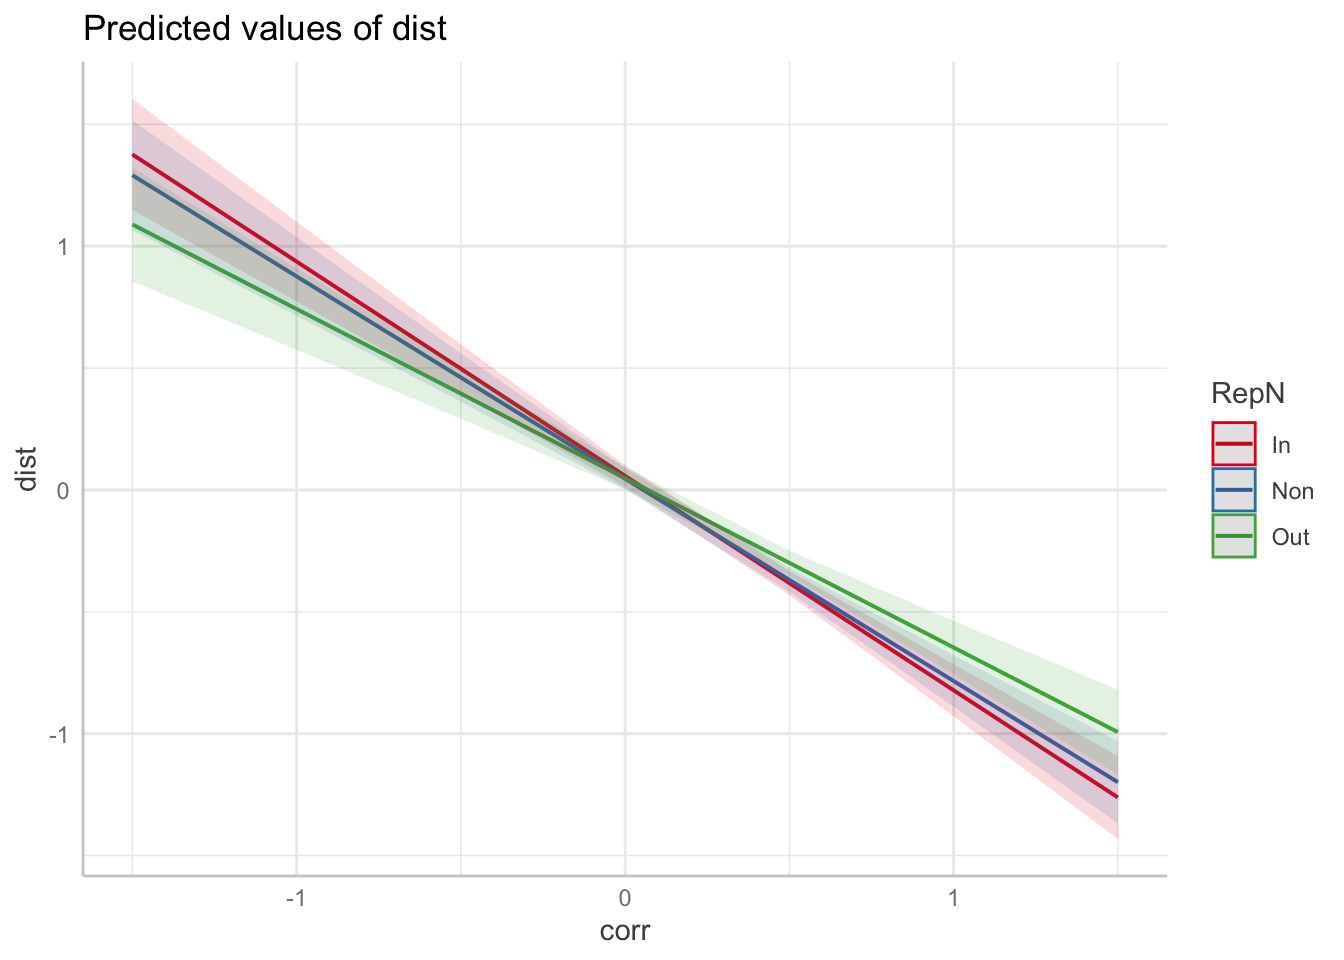 Predicted values of dist
1
0
-1
dist
-1
0
1
corr
RepN
In
Non
Out